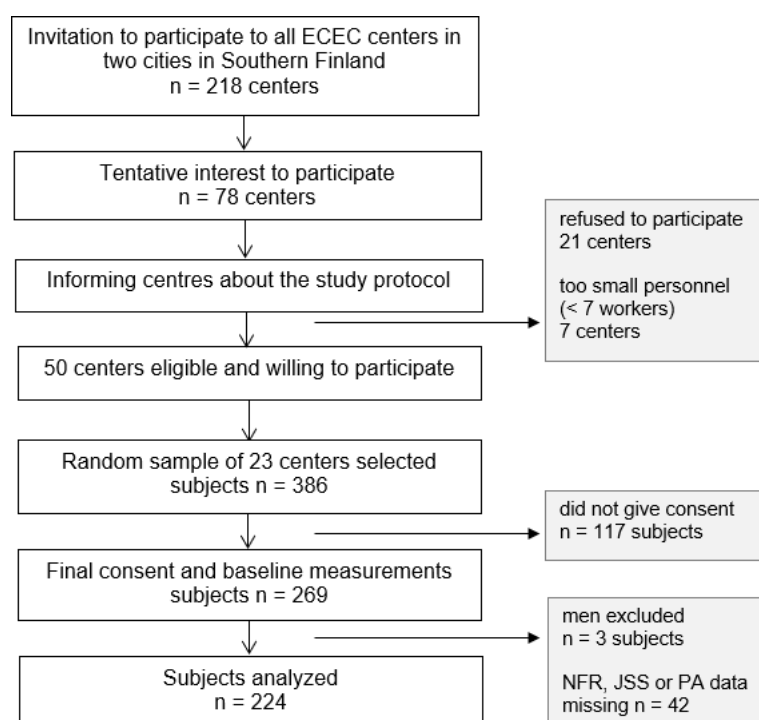 Invitation to participate to all ECEC centers in
two cities in Southern Finland
n = 218 centers
Tentative interest to participate
n = 78 centers
refused to participate
21 centers
too small personnel
(< 7 workers)
7 centers
Informing centres about the study protocol
50 centers eligible and willing to participate
Random sample of 23 centers selected
subjects n = 386
did not give consent
n = 117 subjects
Final consent and baseline measurements
subjects n = 269
men excluded
n = 3 subjects
NFR, JSS or PA data
missing n = 42
Subjects analyzed
n = 224